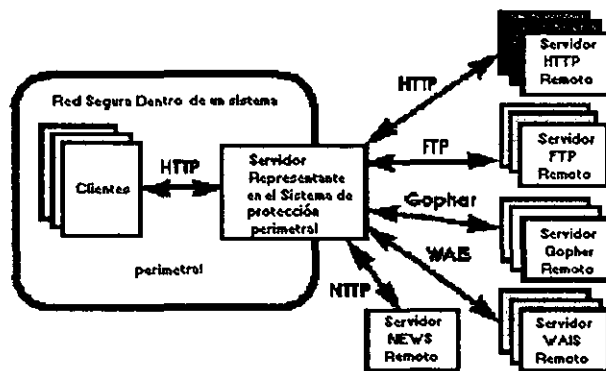 Red Segura Dentro de un sistema
Clientes
HTTP
perimetral
Servidor
Representante
en el Sistema de
protección
perimetral
HTTP
FTP
Gopher
WAIS
NTTP
Servidor
HTTP
Remoto
Servidor
FTP
Remoto
Servidor
Gopher
Remoto
Servidor
WAIS
Remoto
Servidor
NEWS
Remoto